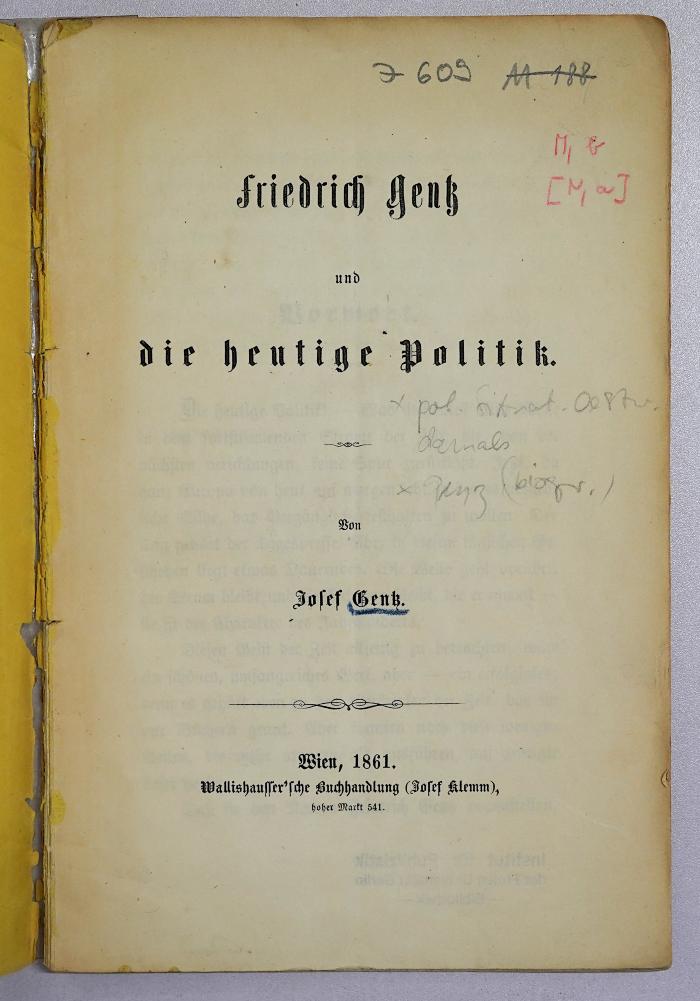 7 609 M 188
M, b
[M, a]
Friedrich Gentz
und
die heutige Politik.
× pol. Situat. Oestr.
damals
× Gentz (biogr.)
Von
Josef Gentz.
Wien, 1861.
Wallishausser'sche Buchhandlung (Josef Klemm),
hoher Markt 541.